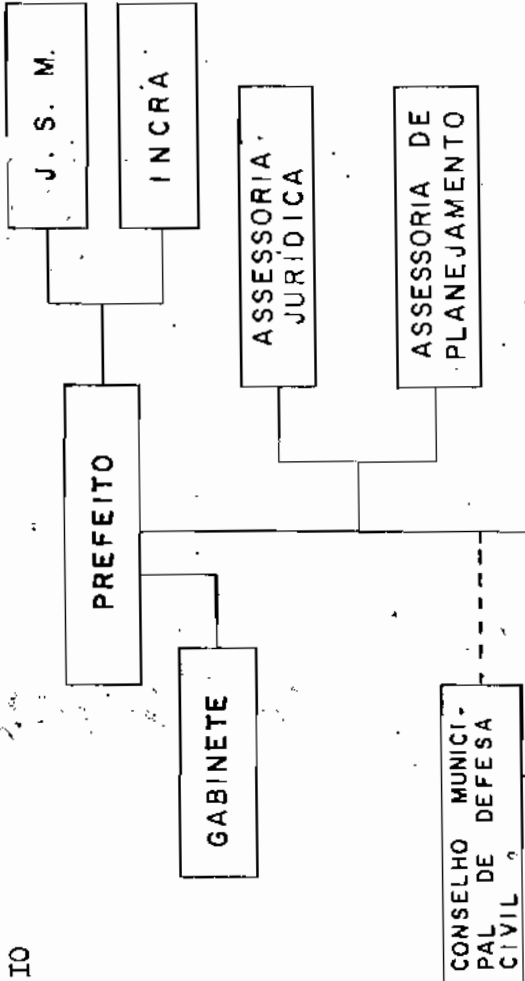 IO
J. S. M.
INCRA
PREFEITO
GABINETE
ASSESSORIA
JURÍDICA
ASSESSORIA DE
PLANEJAMENTO
CONSELHO MUNICI-
PAL DE DEFESA
CIVIL